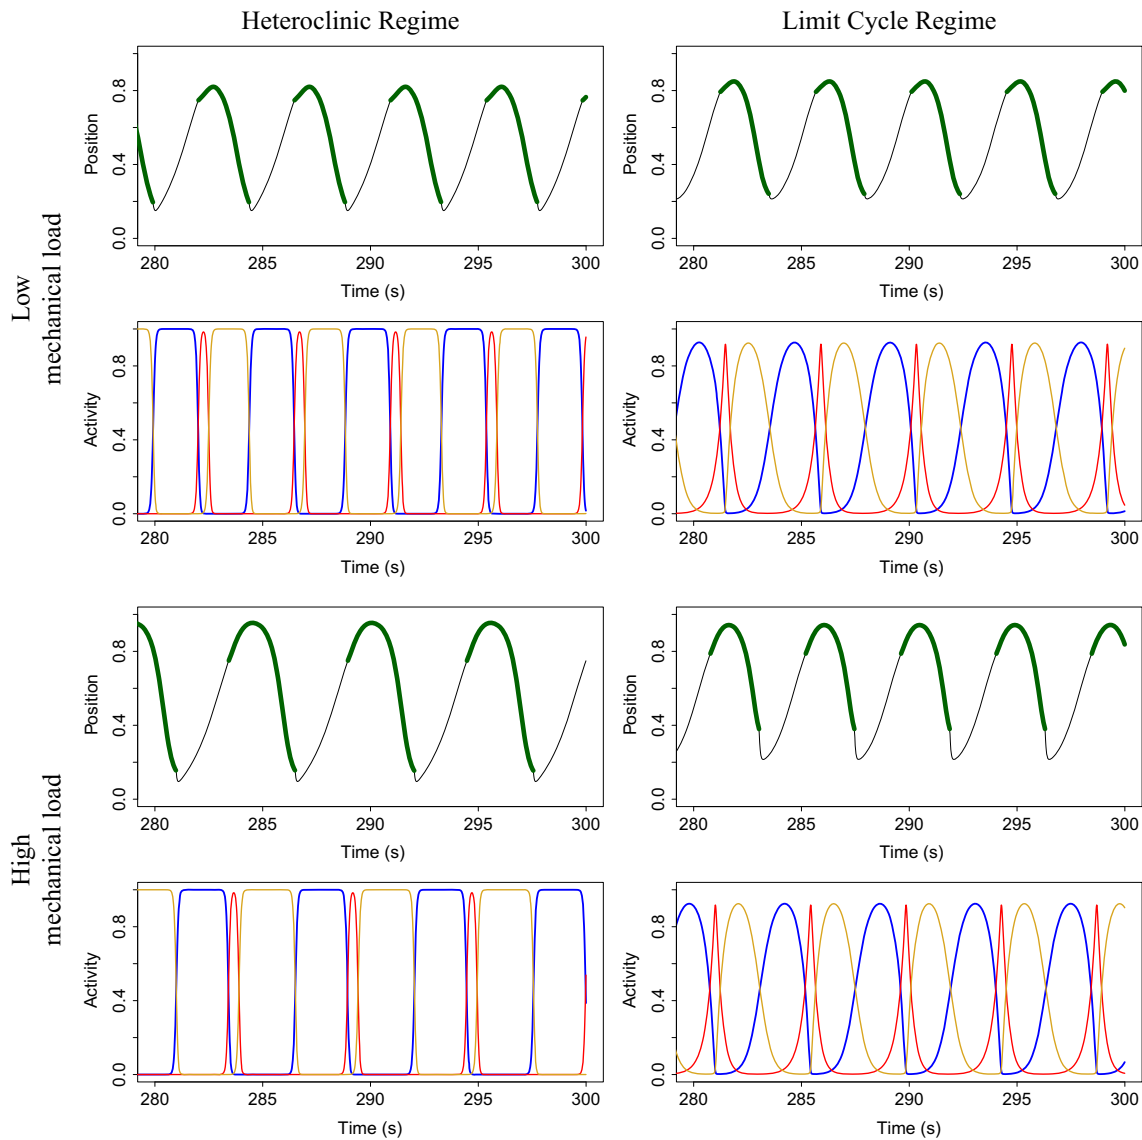 Heteroclinic Regime
Limit Cycle Regime
Low
mechanical load
Position
0.0 0.4 0.8
280 285 290 295 300
Time (s)
Position
0.0 0.4 0.8
280 285 290 295 300
Time (s)
Activity
0.0 0.4 0.8
280 285 290 295 300
Time (s)
Activity
0.0 0.4 0.8
280 285 290 295 300
Time (s)
High
mechanical load
Position
0.0 0.4 0.8
280 285 290 295 300
Time (s)
Position
0.0 0.4 0.8
280 285 290 295 300
Time (s)
Activity
0.0 0.4 0.8
280 285 290 295 300
Time (s)
Activity
0.0 0.4 0.8
280 285 290 295 300
Time (s)